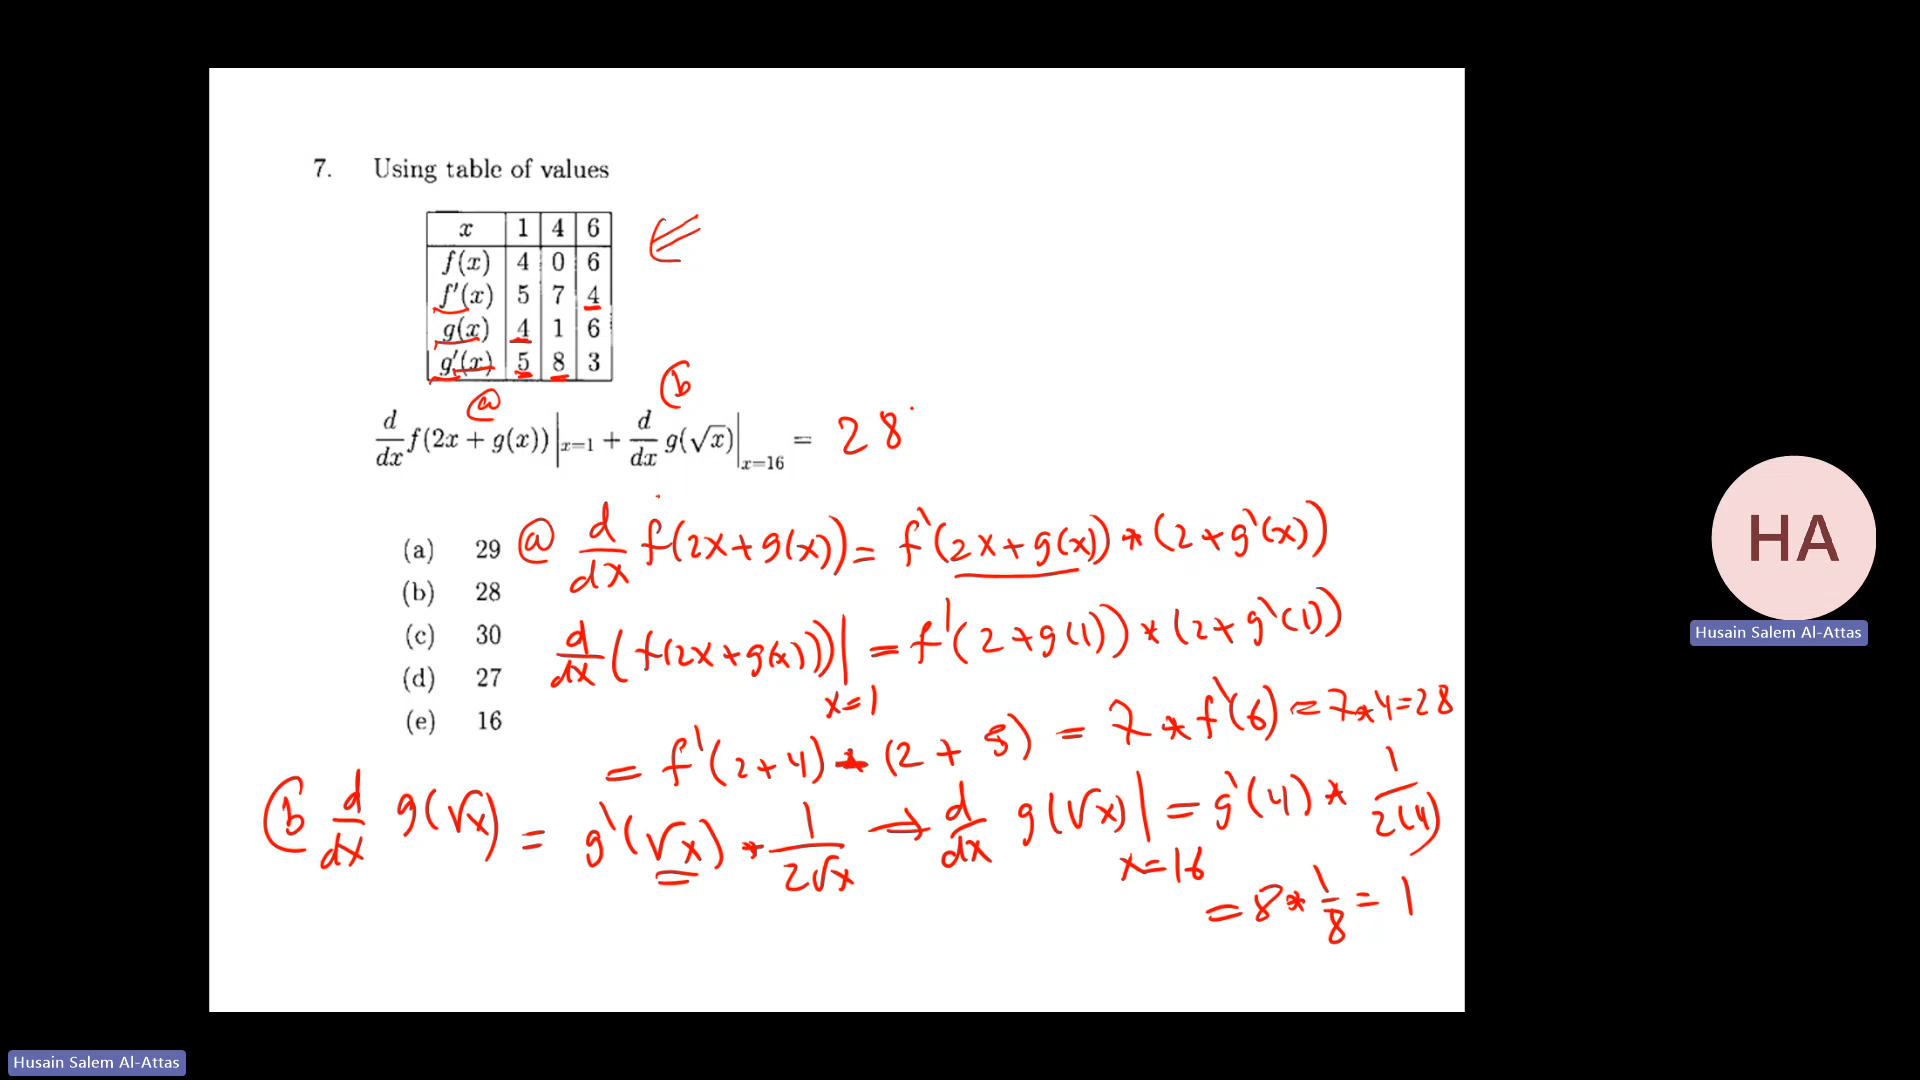 7. Using table of values
x 1 4 6
f(x) 4 0 6
f'(x) 5 7 4
g(x) 4 1 6
g'(x) 5 8 3
ⓐ ⓑ
d/dx f(2x + g(x))|x=1 + d/dx g(√x)|x=16 = 28
(a) 29
(b) 28
(c) 30
(d) 27
(e) 16
ⓐ d/dx f(2x+g(x)) = f'(2x+g(x)) * (2+g'(x))
d/dx (f(2x+g(x)))|x=1 = f'(2+g(1)) * (2+g'(1))
= f'(2+4) * (2+5) = 7 * f'(6) = 7*4=28
ⓑ d/dx g(√x) = g'(√x) * 1/2√x → d/dx g(√x)|x=16 = g'(4) * 1/2(4)
= 8 * 1/8 = 1
HA
Husain Salem Al-Attas
Husain Salem Al-Attas